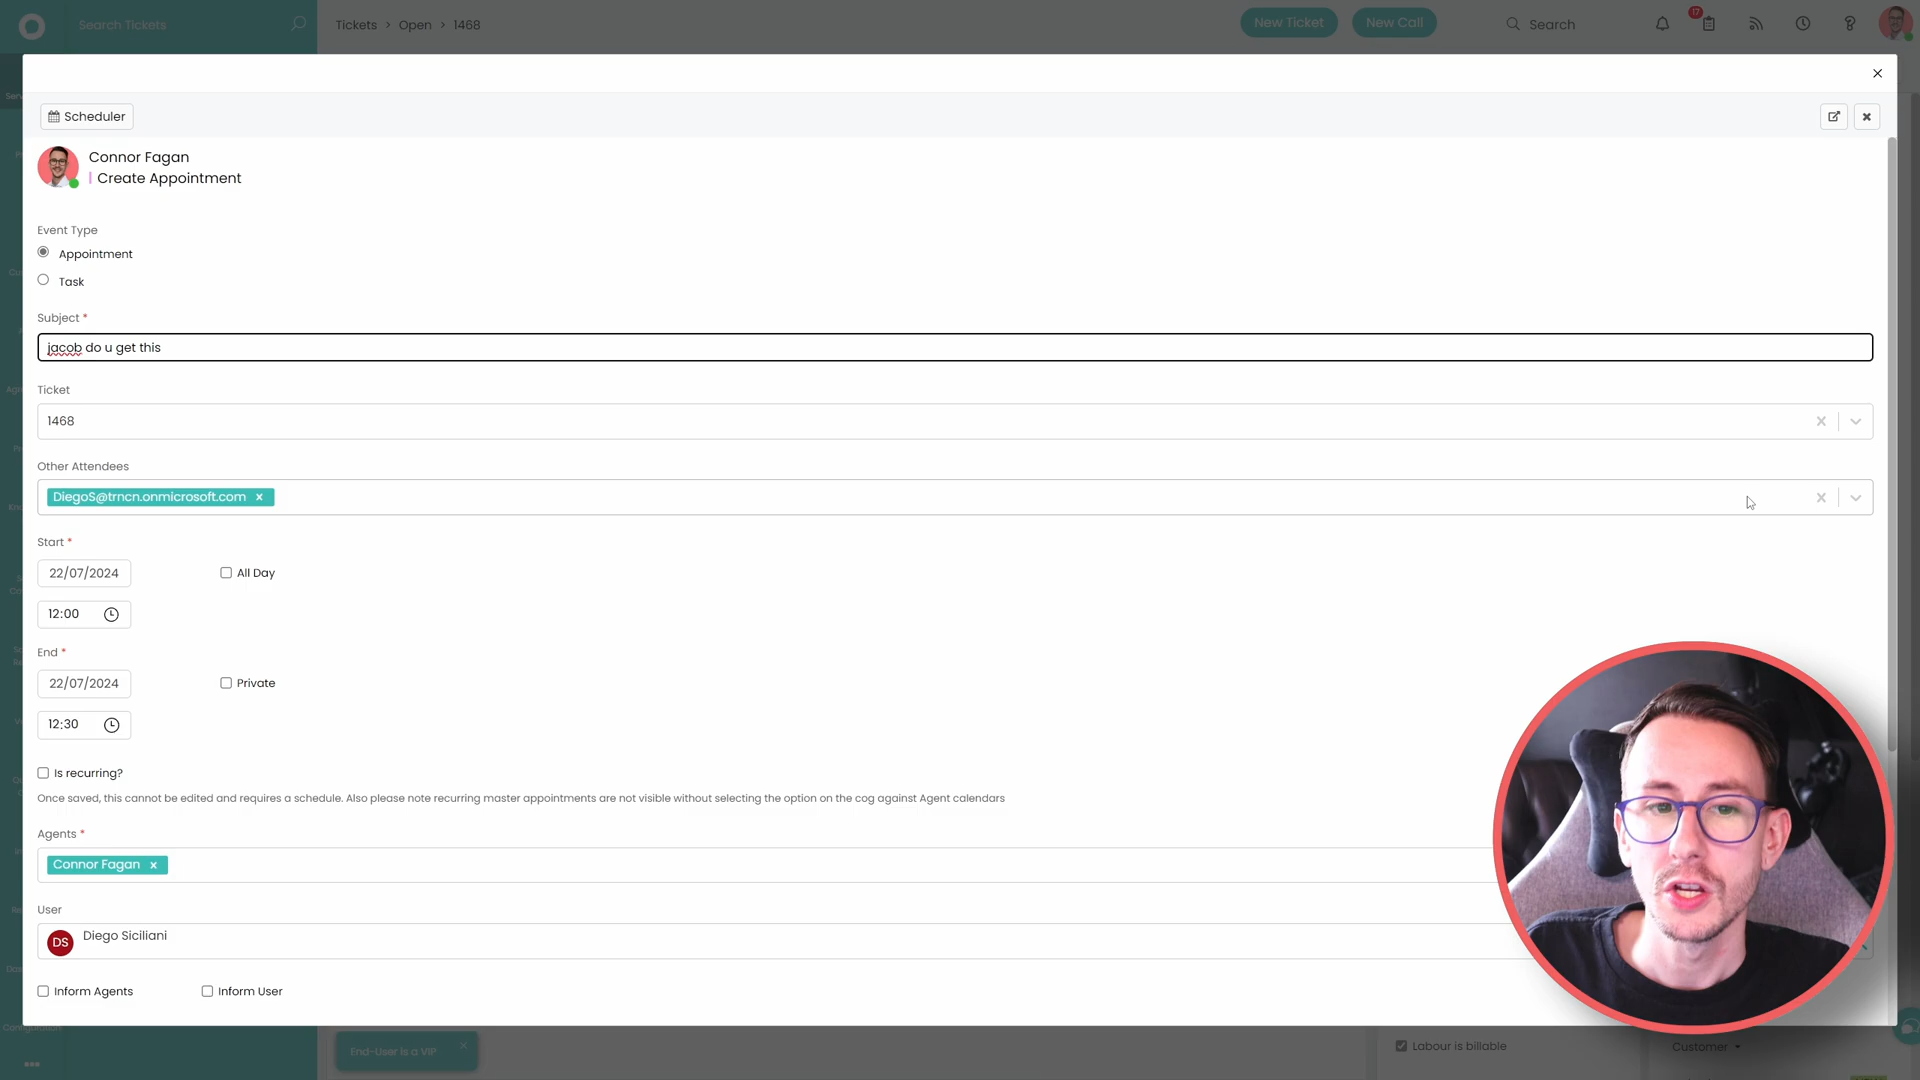 Search Tickets
Tickets > Open > 1468
New Ticket
New Call
Search
17
Scheduler
Connor Fagan
Create Appointment
Event Type
Appointment
Task
Subject *
jacob do u get this
Ticket
1468
Other Attendees
DiegoS@trncn.onmicrosoft.com
Start *
22/07/2024
All Day
12:00
End *
22/07/2024
Private
12:30
Is recurring?
Once saved, this cannot be edited and requires a schedule. Also please note recurring master appointments are not visible without selecting the option on the cog against Agent calendars
Agents *
Connor Fagan
User
DS
Diego Siciliani
Inform Agents
Inform User
End-User is a VIP
Labour is billable
Customer